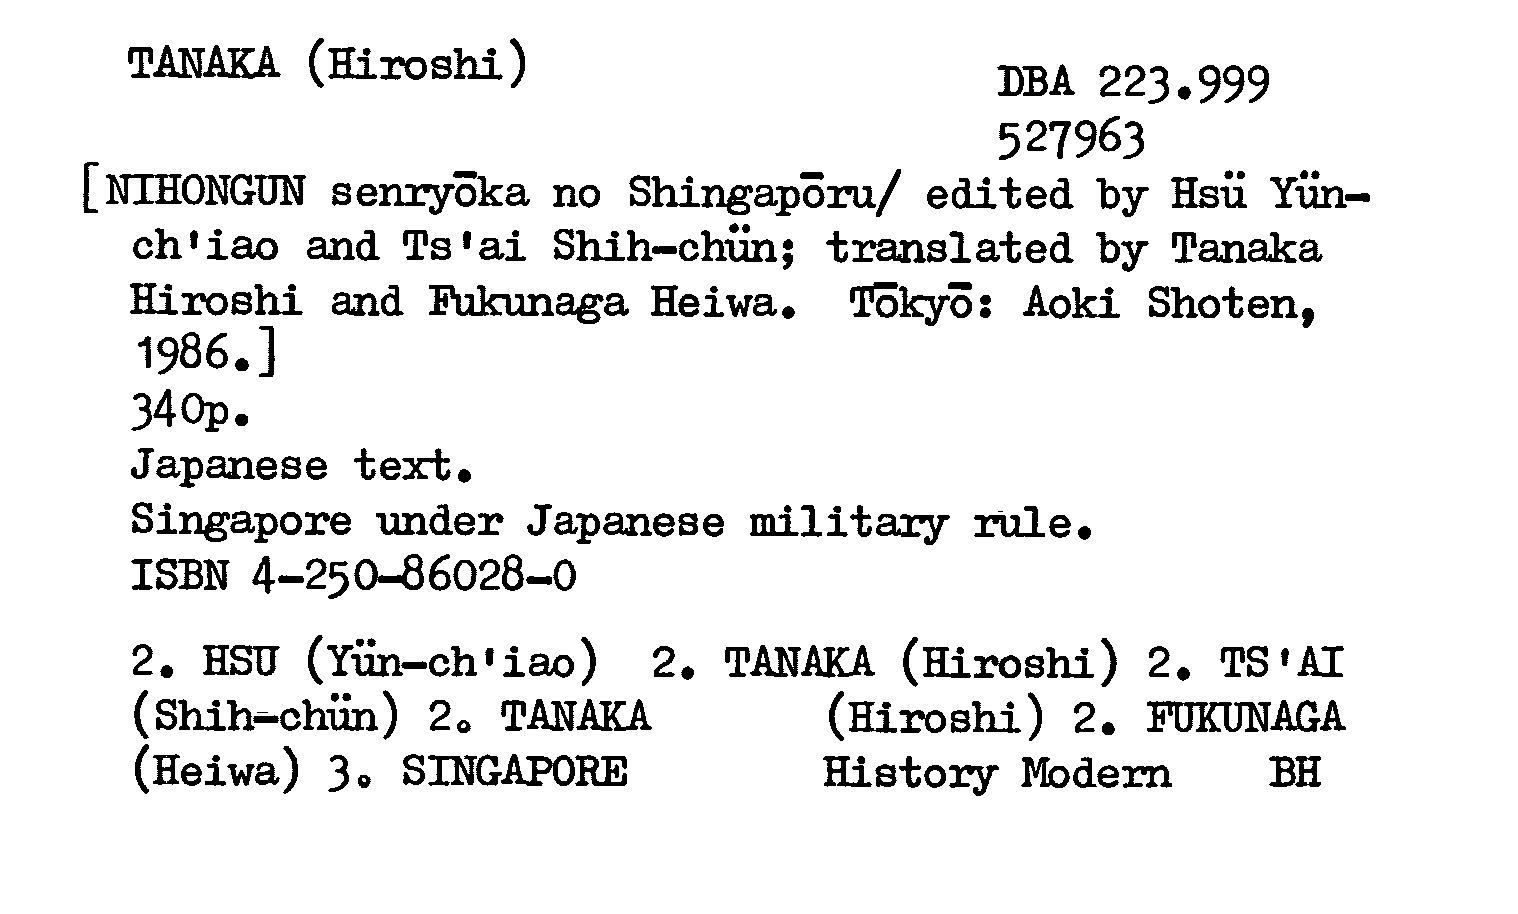 TANAKA (Hiroshi)
DBA 223.999
527963
[NIHONGUN senryōka no Shingapōru/ edited by Hsü Yün-
ch'iao and Ts'ai Shih-chün; translated by Tanaka
Hiroshi and Fukunaga Heiwa. Tōkyō: Aoki Shoten,
1986.]
340p.
Japanese text.
Singapore under Japanese military rule.
ISBN 4-250-86028-0
2. HSU (Yün-ch'iao) 2. TANAKA (Hiroshi) 2. TS'AI
(Shih-chün) 2. TANAKA (Hiroshi) 2. FUKUNAGA
(Heiwa) 3. SINGAPORE History Modern BH